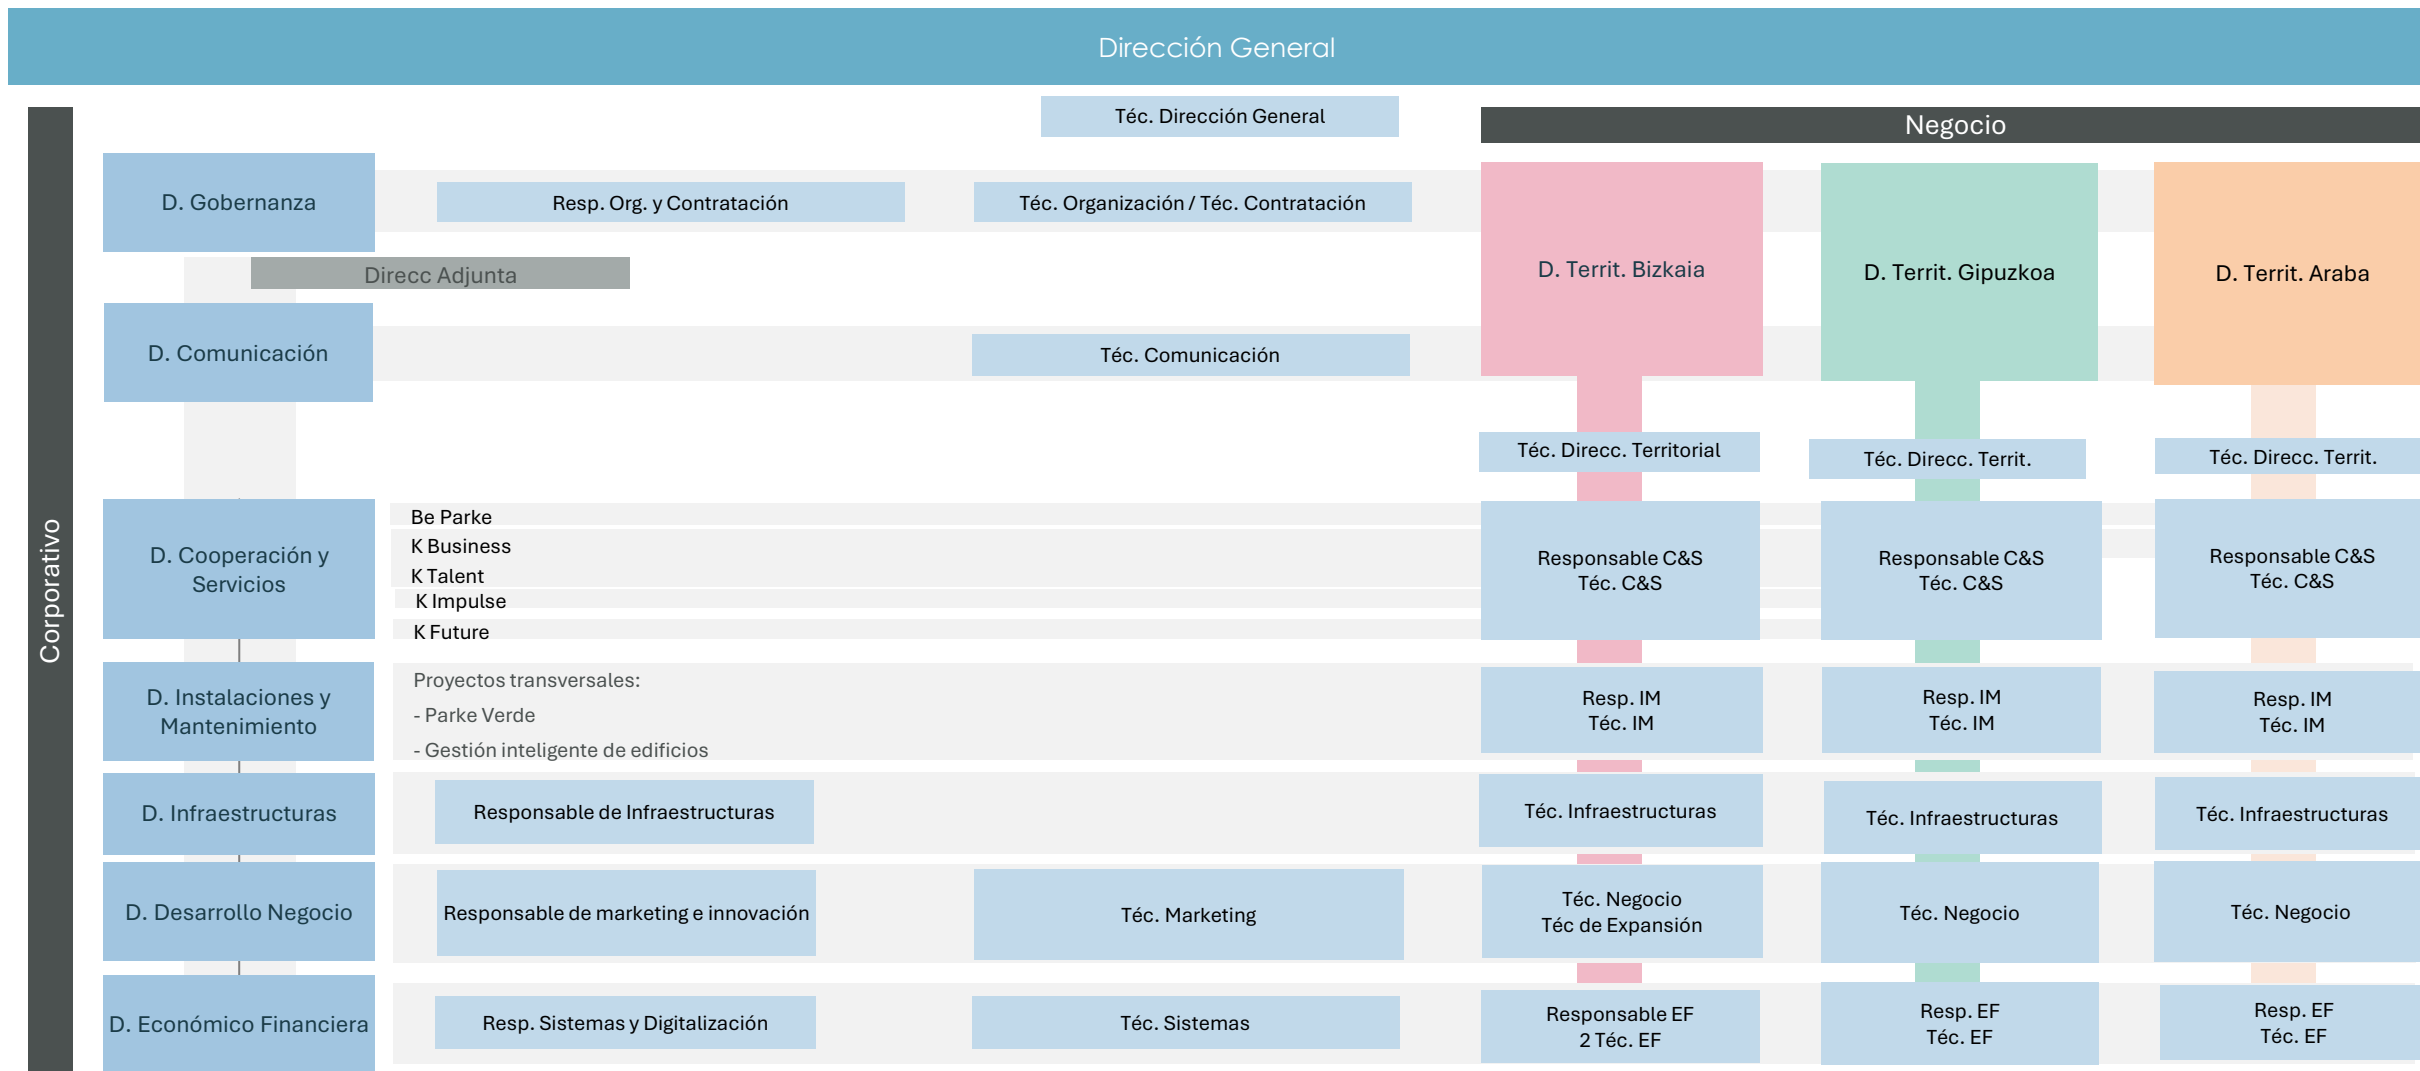 Dirección General
Téc. Dirección General
Negocio
Corporativo
D. Gobernanza
Resp. Org. y Contratación
Téc. Organización / Téc. Contratación
D. Territ. Bizkaia
D. Territ. Gipuzkoa
D. Territ. Araba
Direcc Adjunta
D. Comunicación
Téc. Comunicación
Téc. Direcc. Territorial
Téc. Direcc. Territ.
Téc. Direcc. Territ.
D. Cooperación y
Servicios
Be Parke
K Business
K Talent
K Impulse
K Future
Responsable C&S
Téc. C&S
Responsable C&S
Téc. C&S
Responsable C&S
Téc. C&S
D. Instalaciones y
Mantenimiento
Proyectos transversales:
- Parke Verde
- Gestión inteligente de edificios
Resp. IM
Téc. IM
Resp. IM
Téc. IM
Resp. IM
Téc. IM
D. Infraestructuras
Responsable de Infraestructuras
Téc. Infraestructuras
Téc. Infraestructuras
Téc. Infraestructuras
D. Desarrollo Negocio
Responsable de marketing e innovación
Téc. Marketing
Téc. Negocio
Téc de Expansión
Téc. Negocio
Téc. Negocio
D. Económico Financiera
Resp. Sistemas y Digitalización
Téc. Sistemas
Responsable EF
2 Téc. EF
Resp. EF
Téc. EF
Resp. EF
Téc. EF